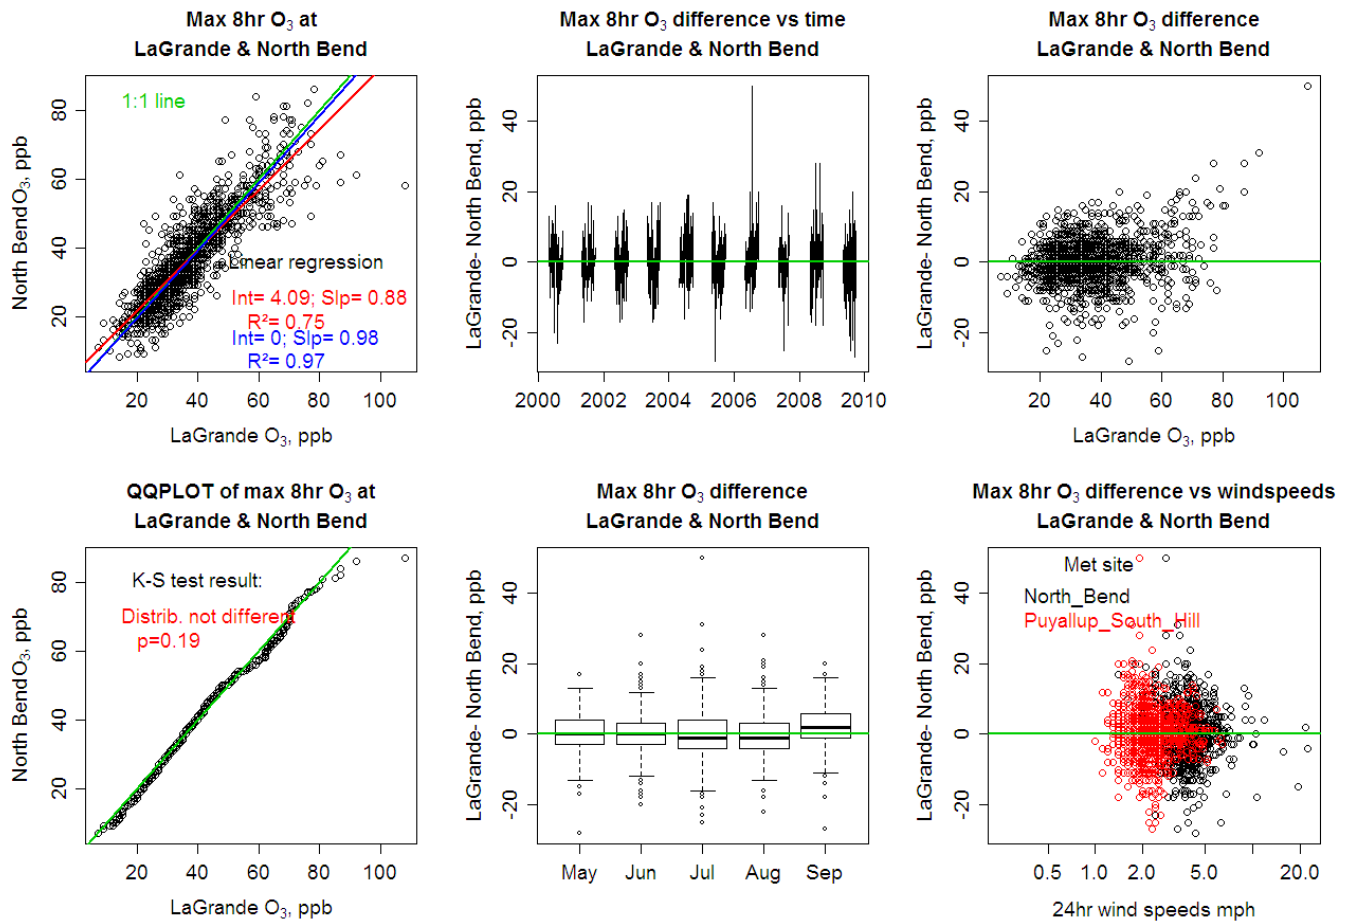 Max 8hr O₃ at
LaGrande & North Bend
1:1 line
Linear regression
Int= 4.09; Slp= 0.88
R²= 0.75
Int= 0; Slp= 0.98
R²= 0.97
North Bend O₃, ppb
20 40 60 80
20 40 60 80 100
LaGrande O₃, ppb
Max 8hr O₃ difference vs time
LaGrande & North Bend
LaGrande- North Bend, ppb
-20 0 20 40
2000 2002 2004 2006 2008 2010
Max 8hr O₃ difference
LaGrande & North Bend
LaGrande- North Bend, ppb
-20 0 20 40
20 40 60 80 100
LaGrande O₃, ppb
QQPLOT of max 8hr O₃ at
LaGrande & North Bend
K-S test result:
Distrib. not different
p=0.19
North Bend O₃, ppb
20 40 60 80
20 40 60 80 100
LaGrande O₃, ppb
Max 8hr O₃ difference
LaGrande & North Bend
LaGrande- North Bend, ppb
-20 0 20 40
May Jun Jul Aug Sep
Max 8hr O₃ difference vs windspeeds
LaGrande & North Bend
Met site
North_Bend
Puyallup_South_Hill
LaGrande- North Bend, ppb
-20 0 20 40
0.5 1.0 2.0 5.0 20.0
24hr wind speeds mph